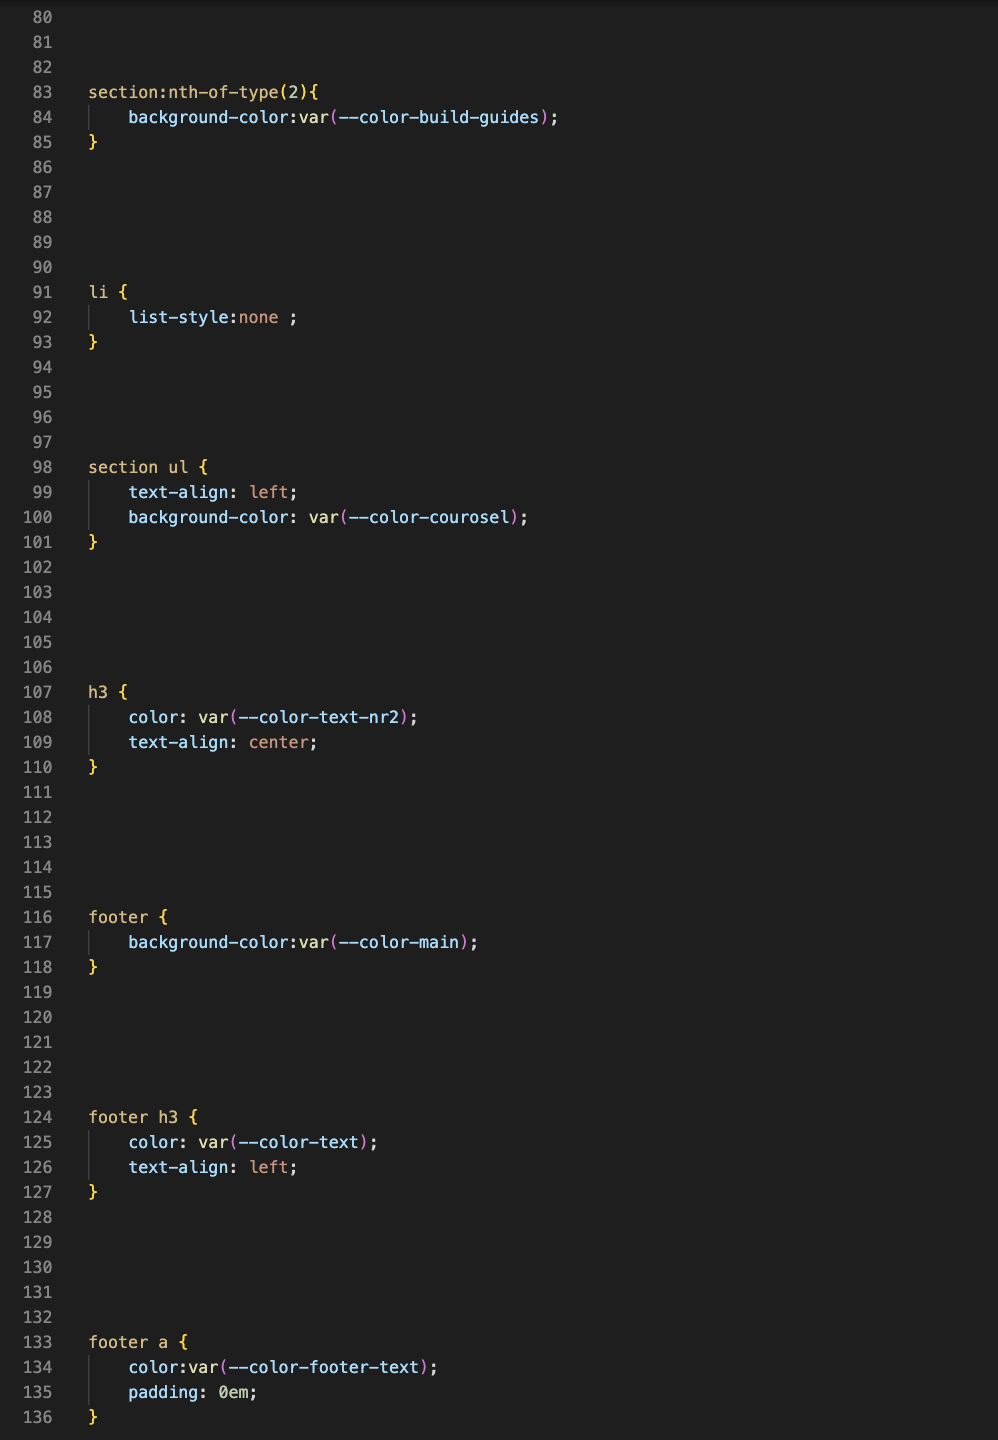 80
81
82
83 section:nth-of-type(2){
84     background-color:var(--color-build-guides);
85 }
86
87
88
89
90
91 li {
92     list-style:none ;
93 }
94
95
96
97
98 section ul {
99     text-align: left;
100     background-color: var(--color-courosel);
101 }
102
103
104
105
106
107 h3 {
108     color: var(--color-text-nr2);
109     text-align: center;
110 }
111
112
113
114
115
116 footer {
117     background-color:var(--color-main);
118 }
119
120
121
122
123
124 footer h3 {
125     color: var(--color-text);
126     text-align: left;
127 }
128
129
130
131
132
133 footer a {
134     color:var(--color-footer-text);
135     padding: 0em;
136 }